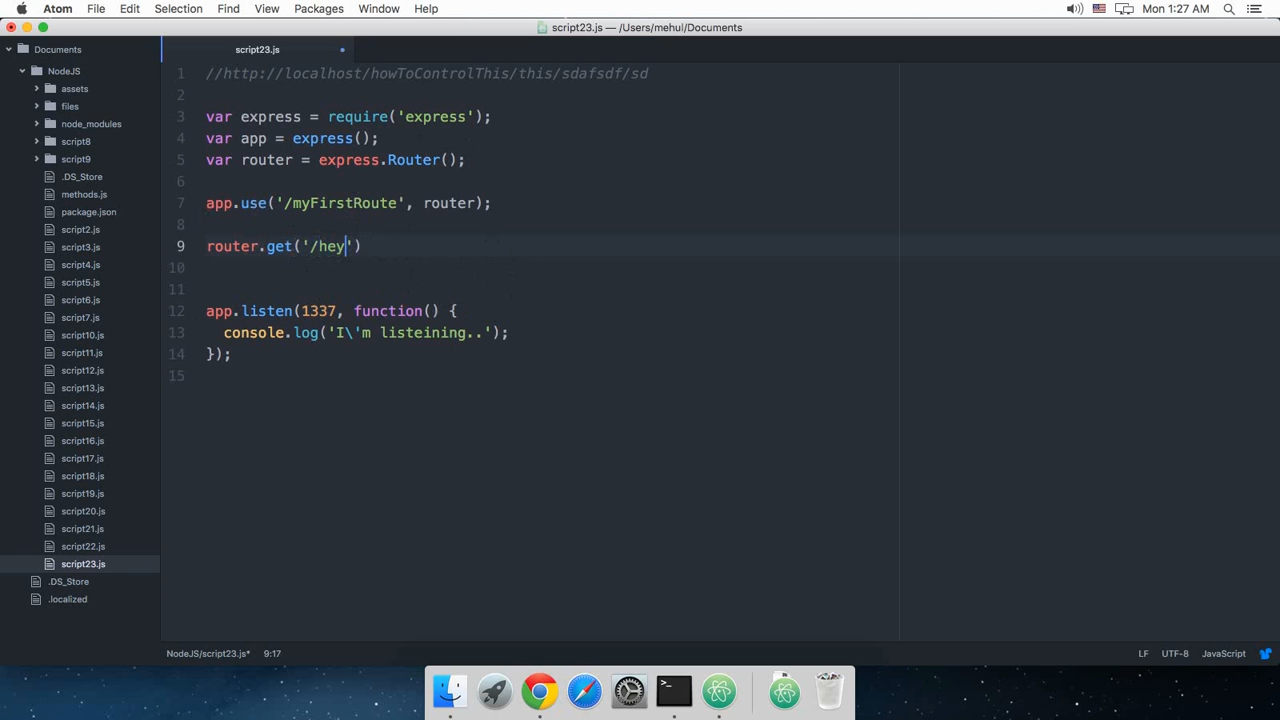 Atom File Edit Selection Find View Packages Window Help Mon 1:27 AM
script23.js — /Users/mehul/Documents
Documents
NodeJS
assets
files
node_modules
script8
script9
.DS_Store
methods.js
package.json
script2.js
script3.js
script4.js
script5.js
script6.js
script7.js
script10.js
script11.js
script12.js
script13.js
script14.js
script15.js
script16.js
script17.js
script18.js
script19.js
script20.js
script21.js
script22.js
script23.js
.DS_Store
.localized
script23.js
1 //http://localhost/howToControlThis/this/sdafsdf/sd
2
3 var express = require('express');
4 var app = express();
5 var router = express.Router();
6
7 app.use('/myFirstRoute', router);
8
9 router.get('/hey')
10
11
12 app.listen(1337, function() {
13 console.log('I\'m listeining..');
14 });
15
NodeJS/script23.js* 9:17 LF UTF-8 JavaScript